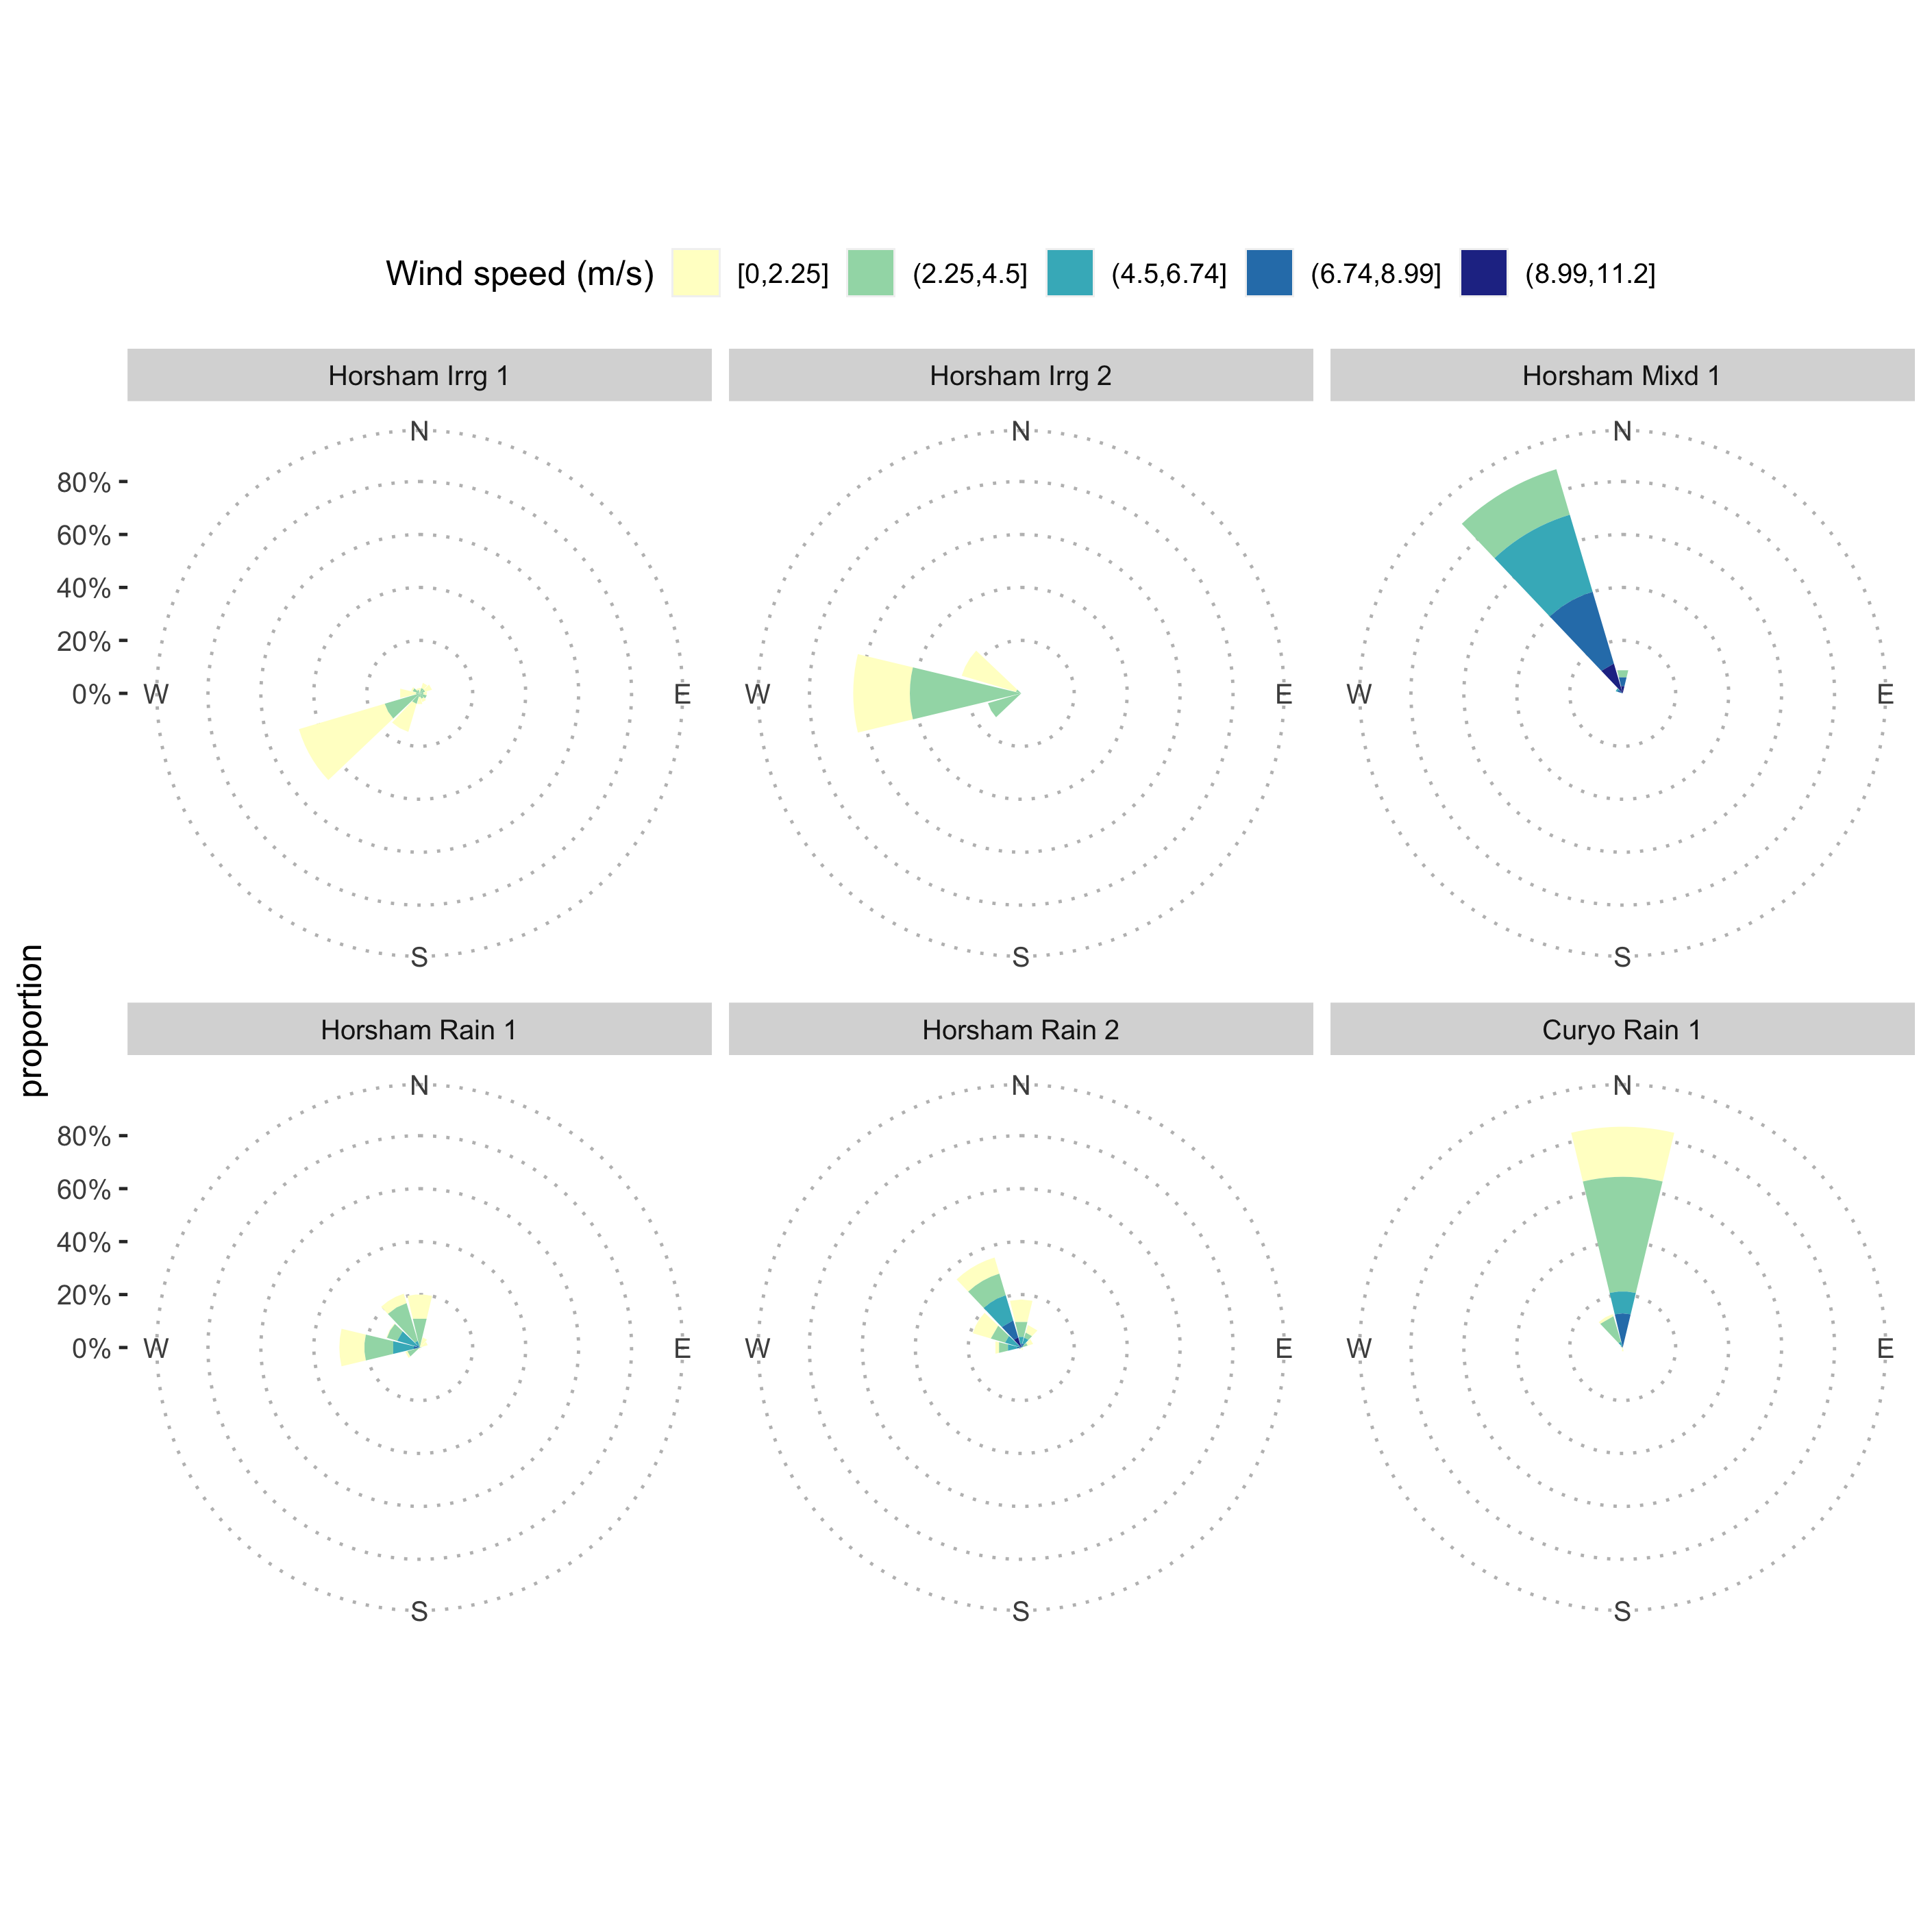 Wind speed (m/s) [0,2.25] (2.25,4.5] (4.5,6.74] (6.74,8.99] (8.99,11.2]
Horsham Irrg 1 Horsham Irrg 2 Horsham Mixd 1
N N N
80%
60%
40%
20%
0% W E W E W E
S S S
proportion
Horsham Rain 1 Horsham Rain 2 Curyo Rain 1
N N N
80%
60%
40%
20%
0% W E W E W E
S S S